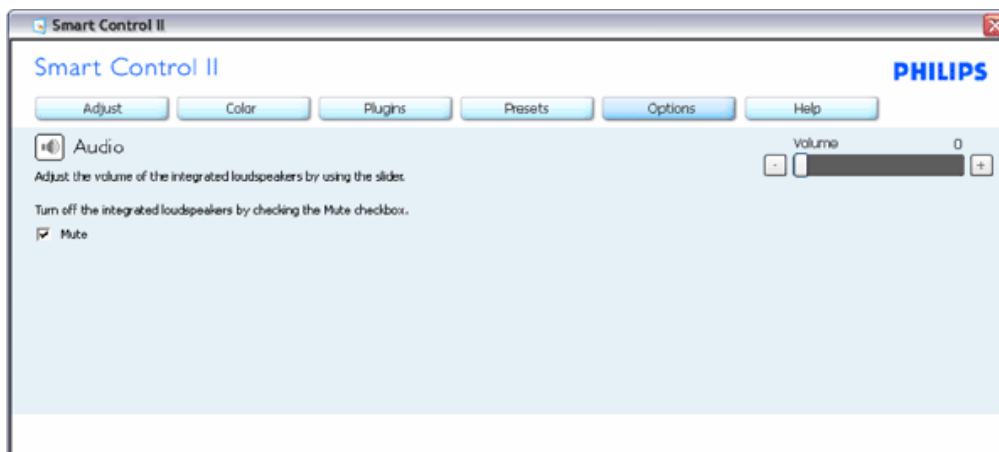 Smart Control II
Smart Control II
PHILIPS
Adjust Color Plugins Presets Options Help
Audio
Volume 0
- +
Adjust the volume of the integrated loudspeakers by using the slider.
Turn off the integrated loudspeakers by checking the Mute checkbox.
Mute